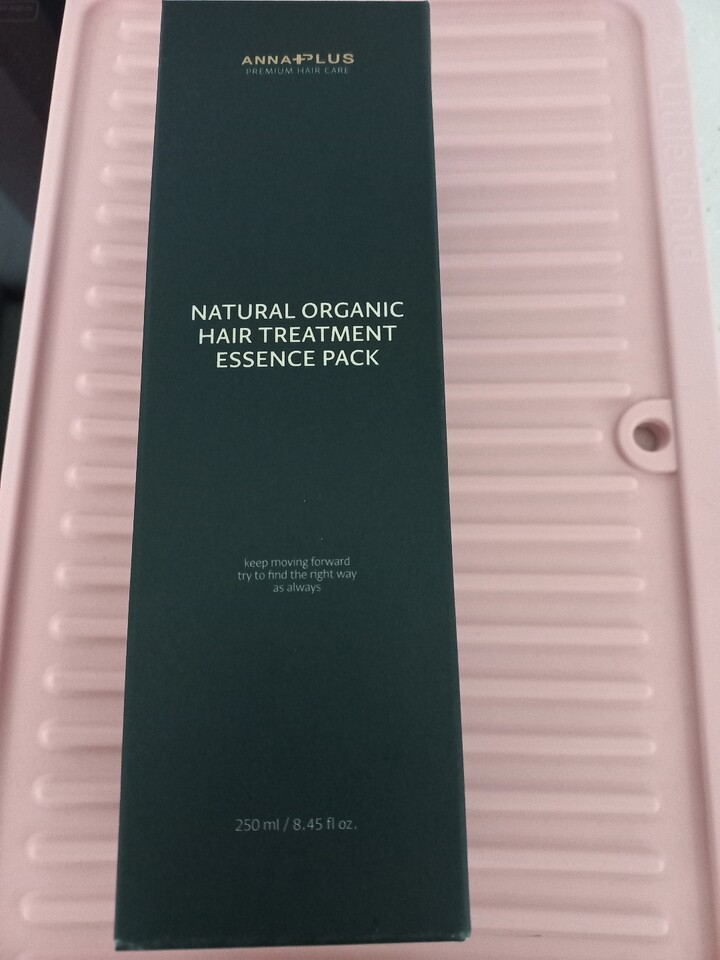 ANNA+PLUS
PREMIUM HAIR CARE
NATURAL ORGANIC
HAIR TREATMENT
ESSENCE PACK
keep moving forward
try to find the right way
as always
250 ml / 8.45 fl oz.